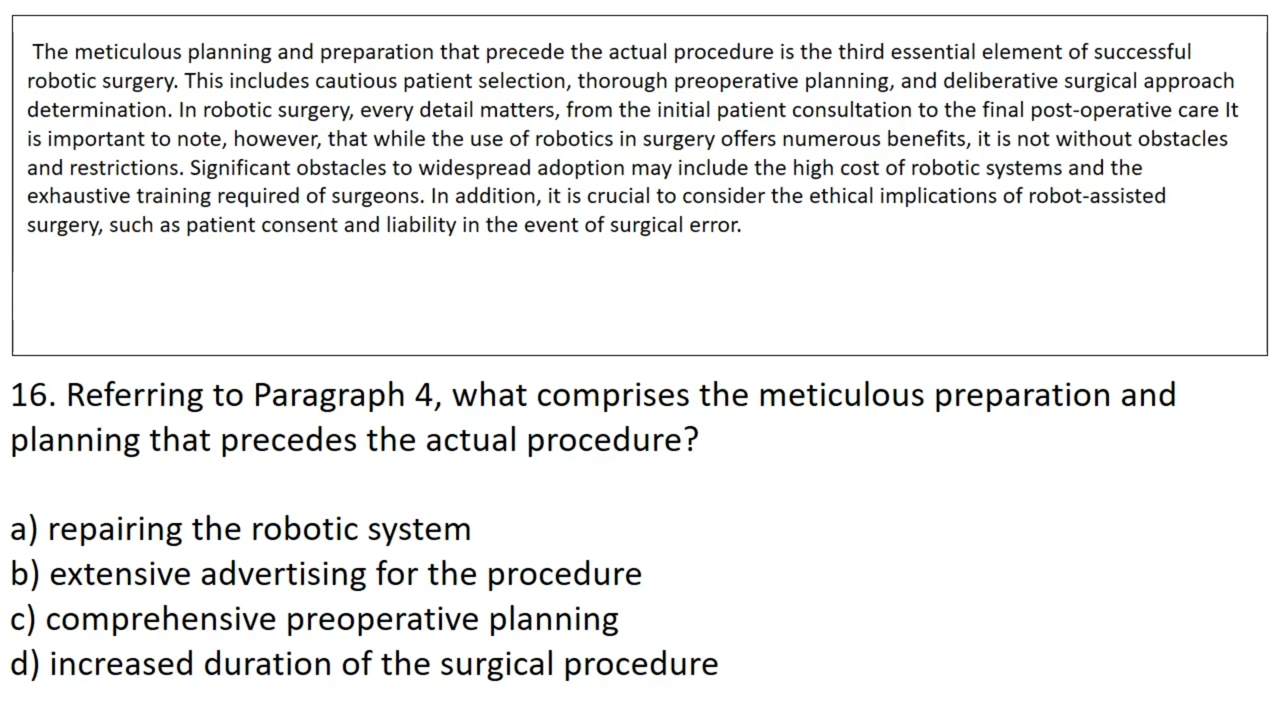 The meticulous planning and preparation that precede the actual procedure is the third essential element of successful
robotic surgery. This includes cautious patient selection, thorough preoperative planning, and deliberative surgical approach
determination. In robotic surgery, every detail matters, from the initial patient consultation to the final post-operative care It
is important to note, however, that while the use of robotics in surgery offers numerous benefits, it is not without obstacles
and restrictions. Significant obstacles to widespread adoption may include the high cost of robotic systems and the
exhaustive training required of surgeons. In addition, it is crucial to consider the ethical implications of robot-assisted
surgery, such as patient consent and liability in the event of surgical error.
16. Referring to Paragraph 4, what comprises the meticulous preparation and
planning that precedes the actual procedure?
a) repairing the robotic system
b) extensive advertising for the procedure
c) comprehensive preoperative planning
d) increased duration of the surgical procedure